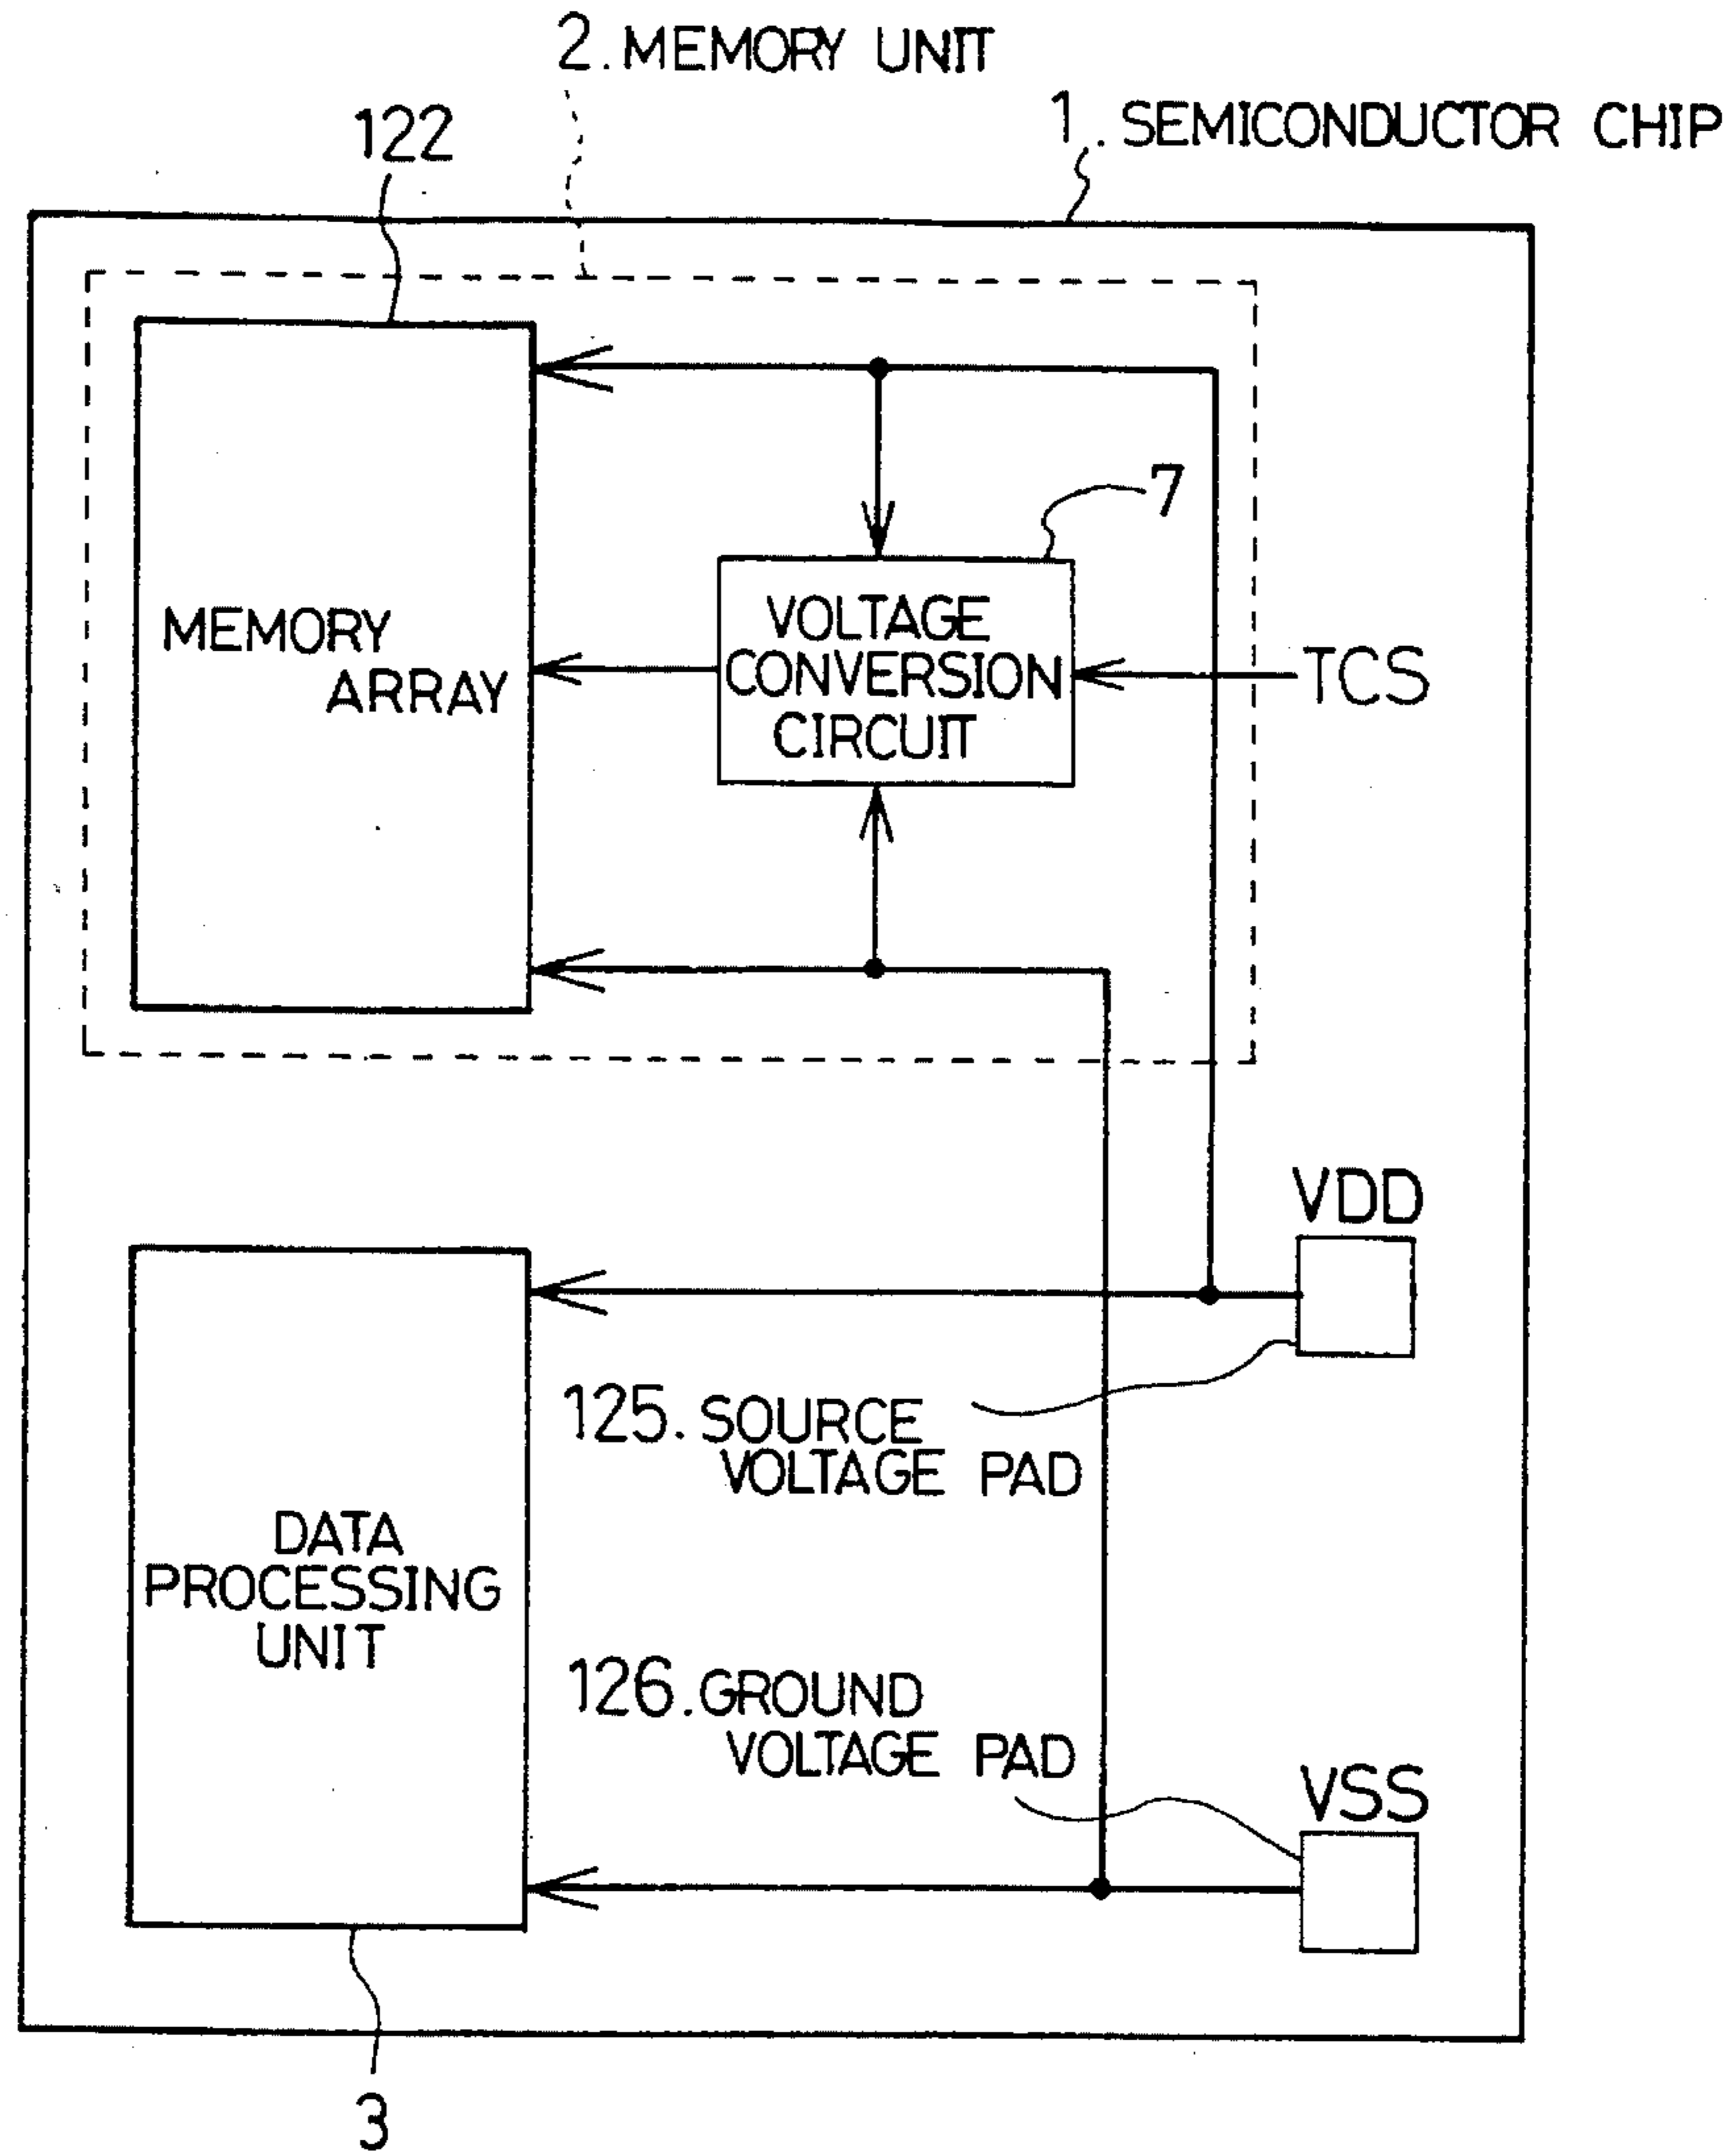 2. MEMORY UNIT
1. SEMICONDUCTOR CHIP
122
7
MEMORY
ARRAY
VOLTAGE
CONVERSION
CIRCUIT
TCS
VDD
125. SOURCE
VOLTAGE PAD
DATA
PROCESSING
UNIT
126. GROUND
VOLTAGE PAD
VSS
3